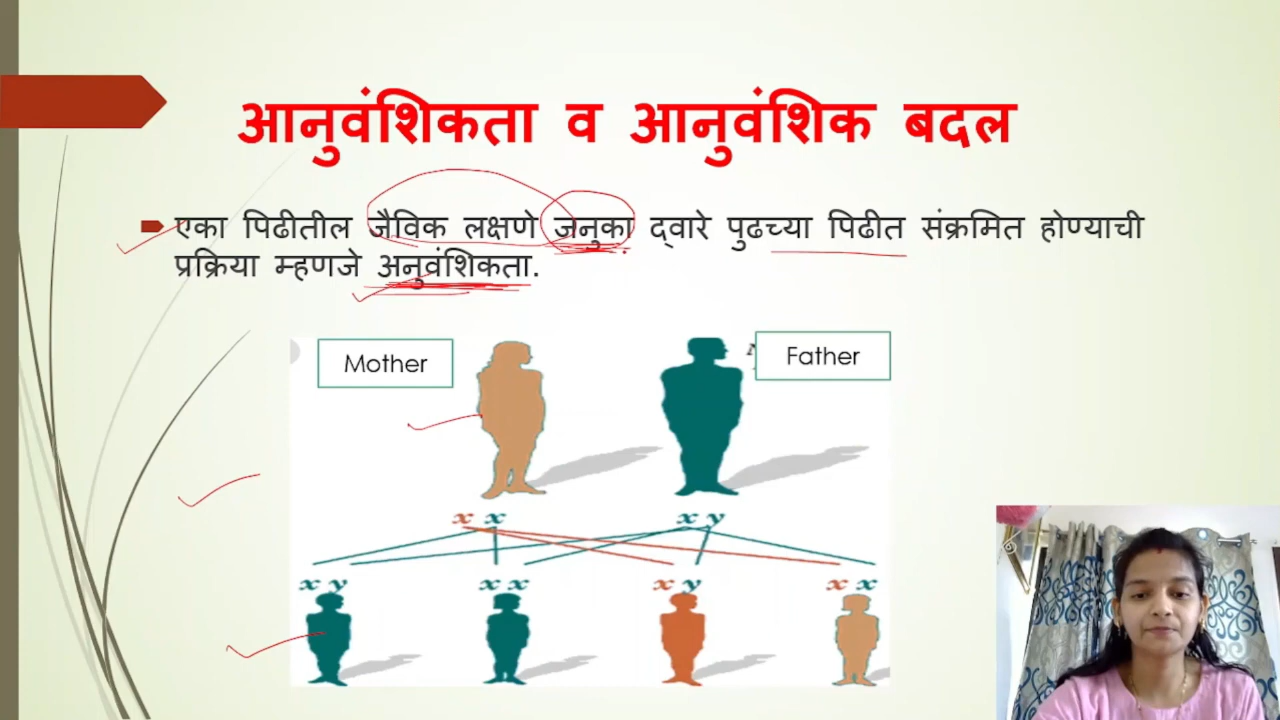 आनुवंशिकता व आनुवंशिक बदल
एका पिढीतील जैविक लक्षणे जनुका द्वारे पुढच्या पिढीत संक्रमित होण्याची
प्रक्रिया म्हणजे अनुवंशिकता.
Mother
Father
x x
x y
x y
x x
x y
x x